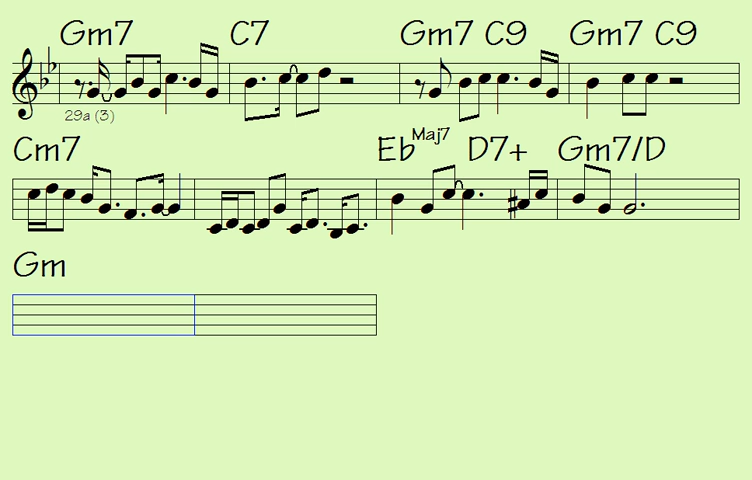 Gm7 C7 Gm7 C9 Gm7 C9
29a (3)
Cm7 EbMaj7 D7+ Gm7/D
Gm